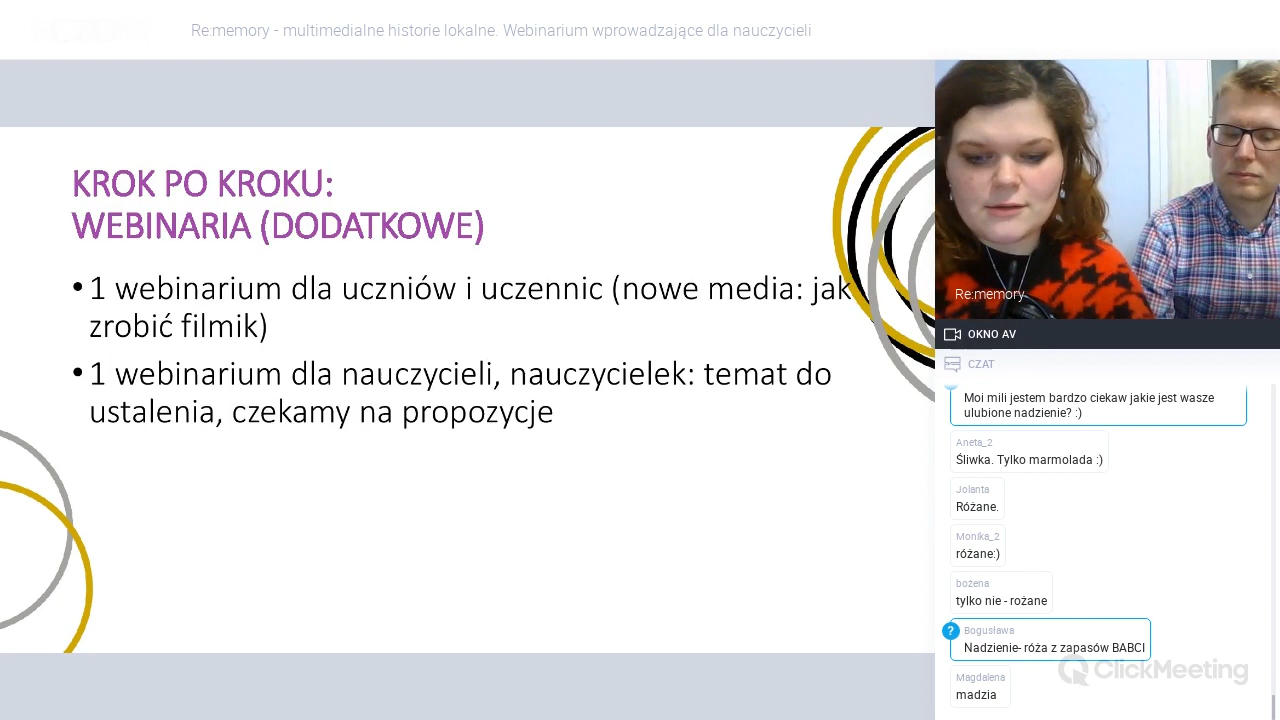 Re:memory - multimedialne historie lokalne. Webinarium wprowadzające dla nauczycieli
KROK PO KROKU:
WEBINARIA (DODATKOWE)
• 1 webinarium dla uczniów i uczennic (nowe media: jak
zrobić filmik)
• 1 webinarium dla nauczycieli, nauczycielek: temat do
ustalenia, czekamy na propozycje
Re:memory
OKNO AV
CZAT
Moi mili jestem bardzo ciekaw jakie jest wasze
ulubione nadzienie? :)
Aneta_2
Śliwka. Tylko marmolada :)
Jolanta
Różane.
Monika_2
różane:)
bożena
tylko nie - rożane
?
Bogusława
Nadzienie- róża z zapasów BABCI
Magdalena
madzia
ClickMeeting